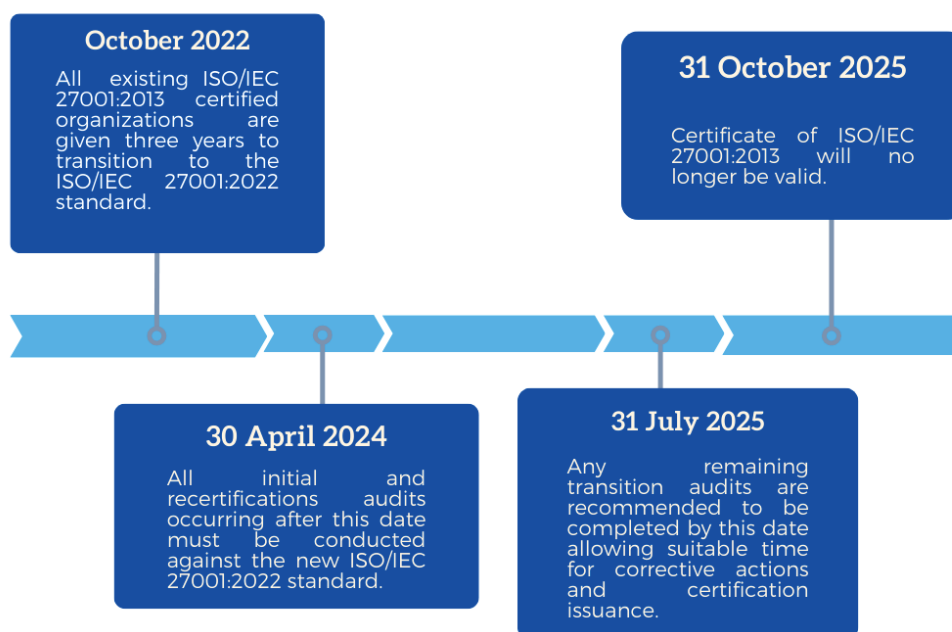 October 2022
All existing ISO/IEC
27001:2013 certified
organizations are
given three years to
transition to the
ISO/IEC 27001:2022
standard.
31 October 2025
Certificate of ISO/IEC
27001:2013 will no
longer be valid.
30 April 2024
All initial and
recertifications audits
occurring after this date
must be conducted
against the new ISO/IEC
27001:2022 standard.
31 July 2025
Any remaining
transition audits are
recommended to be
completed by this date
allowing suitable time
for corrective actions
and certification
issuance.